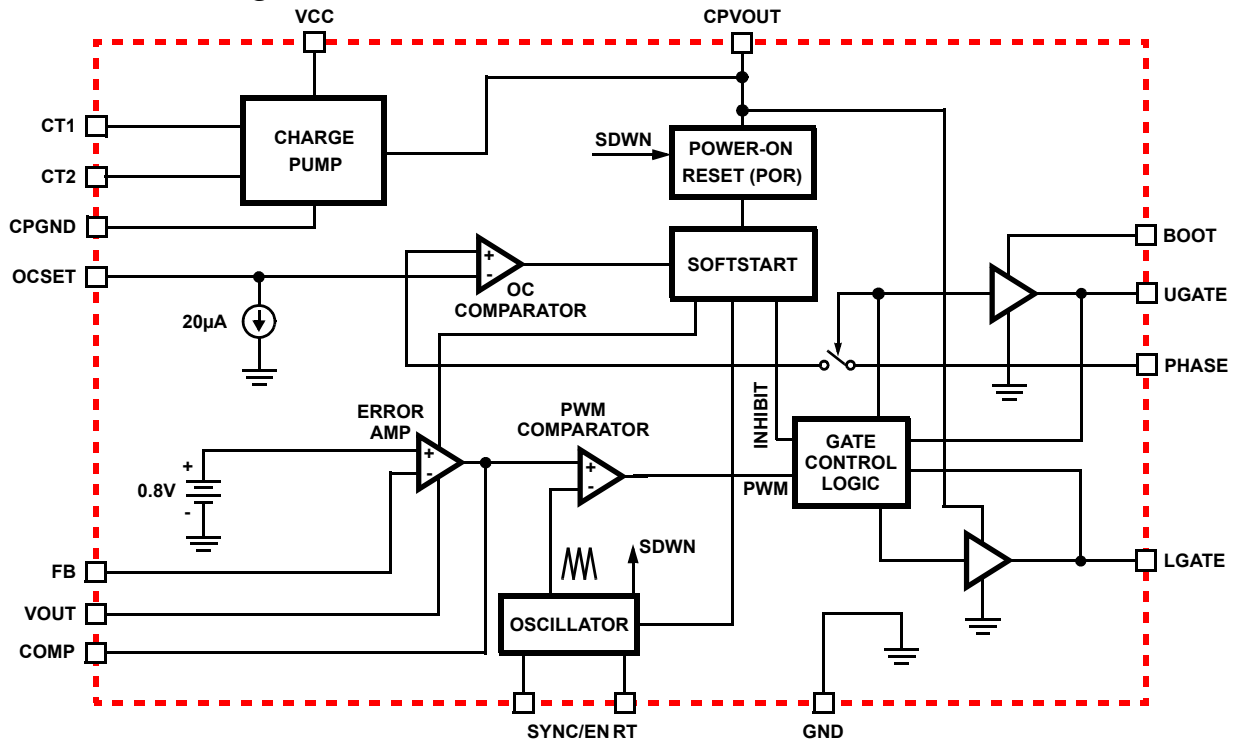 VCC
CPVOUT
CT1
CT2
CPGND
OCSET
CHARGE
PUMP
SDWN
POWER-ON
RESET (POR)
SOFTSTART
+
-
OC
COMPARATOR
20µA
BOOT
UGATE
PHASE
LGATE
INHIBIT
ERROR
AMP
PWM
COMPARATOR
+
-
+
-
+
0.8V
-
PWM
GATE
CONTROL
LOGIC
SDWN
OSCILLATOR
FB
VOUT
COMP
SYNC/EN
RT
GND